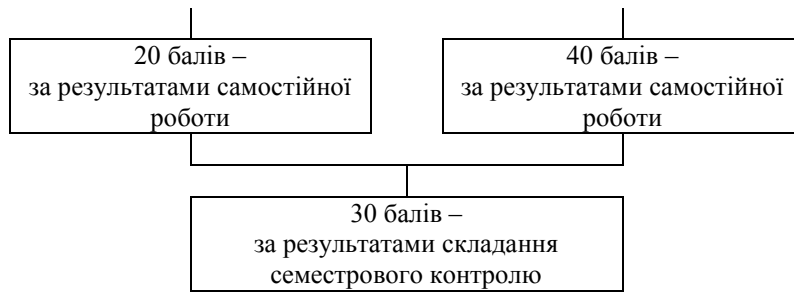 20 балів –
за результатами самостійної
роботи
40 балів –
за результатами самостійної
роботи
30 балів –
за результатами складання
семестрового контролю